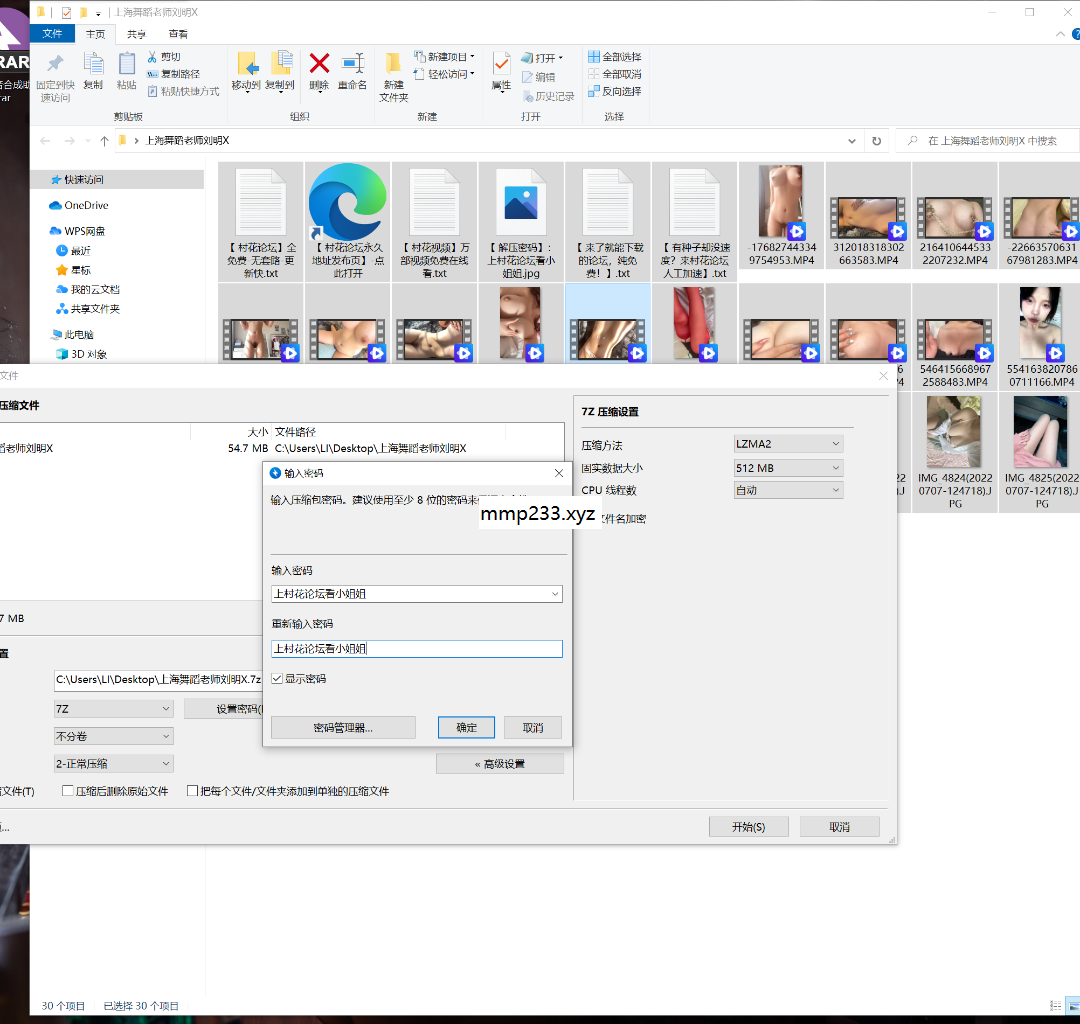 上海舞蹈老师刘明X
文件 主页 共享 查看
固定到快速访问
复制
粘贴
剪切
复制路径
粘贴快捷方式
剪贴板
移动到
复制到
删除
重命名
组织
新建文件夹
新建项目
轻松访问
新建
属性
打开
编辑
历史记录
打开
全部选择
全部取消
反向选择
选择
上海舞蹈老师刘明X
在 上海舞蹈老师刘明X 中搜索
快速访问
OneDrive
WPS网盘
最近
星标
我的云文档
共享文件夹
此电脑
3D 对象
【 村花论坛】全免费-无套路-更新快.txt
【 村花论坛永久地址发布页】-点此打开
【 村花视频】万部视频免费在线看.txt
【 解压密码】：上村花论坛看小姐姐.jpg
【 来了就能下载的论坛，纯免费！】.txt
【 有种子却没速度？来村花论坛人工加速】.txt
-176827443349754953.MP4
312018318302663583.MP4
2164106445332207232.MP4
-2266357063167981283.MP4
5464156689672588483.MP4
5541638207860711166.MP4
IMG_4824(20220707-124718).JPG
IMG_4825(20220707-124718).JPG
文件
压缩文件
大小 文件路径
老师刘明X 54.7 MB C:\Users\LI\Desktop\上海舞蹈老师刘明X
7 MB
置
C:\Users\LI\Desktop\上海舞蹈老师刘明X.7z
7Z
设置密码(
不分卷
2-正常压缩
« 高级设置
文件(T)
压缩后删除原始文件
把每个文件/文件夹添加到单独的压缩文件
7Z 压缩设置
压缩方法 LZMA2
固实数据大小 512 MB
CPU 线程数 自动
件名加密
开始(S) 取消
输入密码
输入压缩包密码。建议使用至少 8 位的密码来
mmp233.xyz
输入密码
上村花论坛看小姐姐
重新输入密码
上村花论坛看小姐姐
显示密码
密码管理器... 确定 取消
30 个项目 已选择 30 个项目